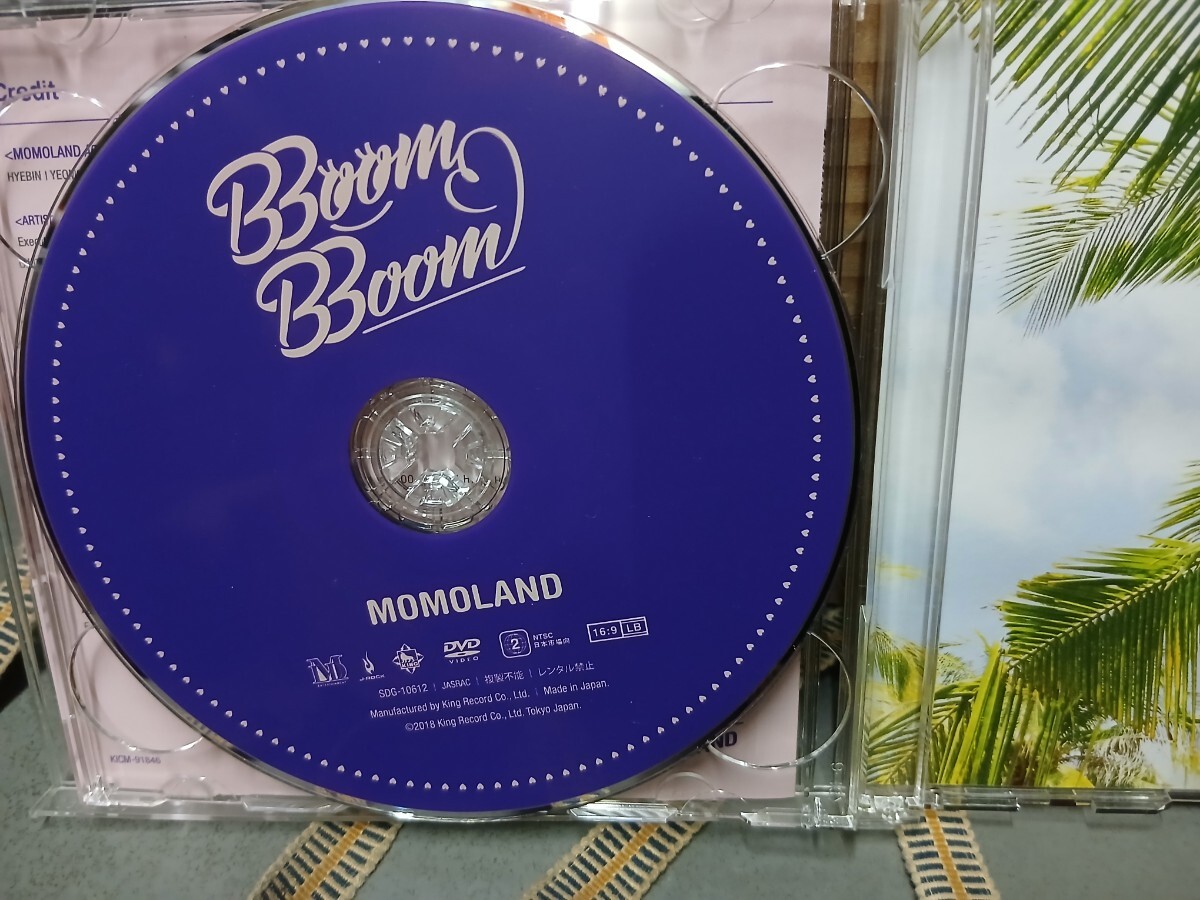 Credit
<MOMOLAND
HYEBIN |
<ARTIS
BBoom
BBoom
MOMOLAND
DVD
VIDEO
2
NTSC
日本市場向
16:9 LB
SDG-10612 | JASRAC | 複製不能 | レンタル禁止
Manufactured by King Record Co., Ltd. | Made in Japan.
©2018 King Record Co., Ltd. Tokyo Japan.
KICM-91846